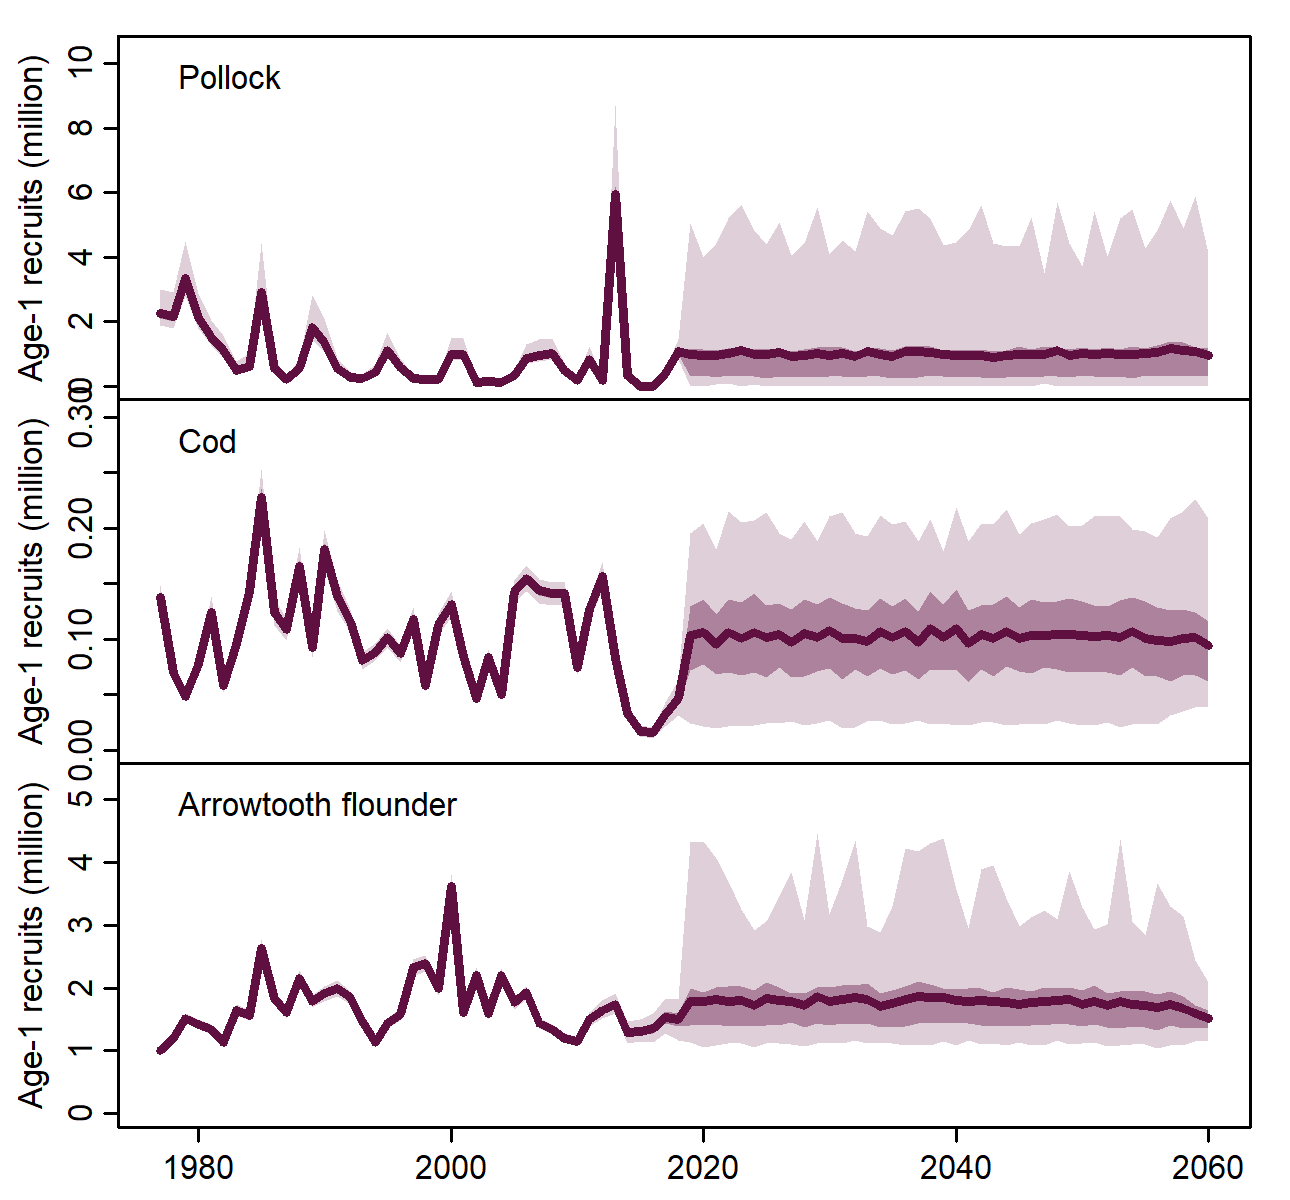 Pollock
Age-1 recruits (million)
10
8
6
4
2
0
Cod
Age-1 recruits (million)
0.30
0.20
0.10
0.00
Arrowtooth flounder
Age-1 recruits (million)
5
4
3
2
1
0
1980 2000 2020 2040 2060